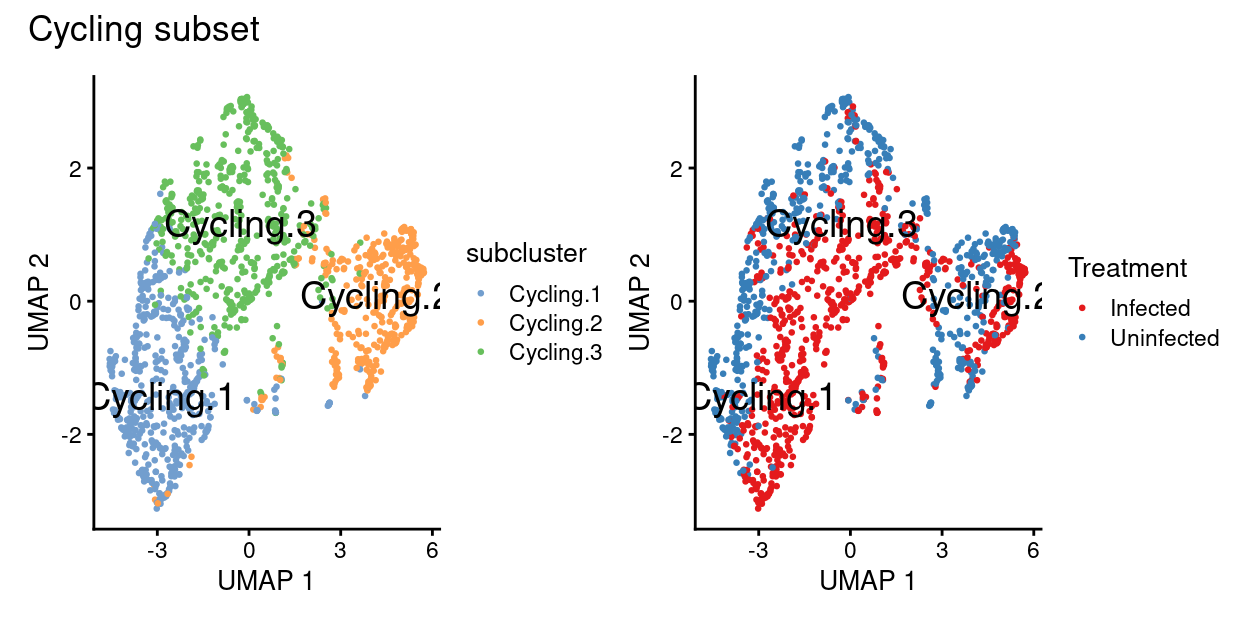 Cycling subset
UMAP 2
2
0
-2
Cycling.3
Cycling.2
Cycling.1
-3
0
3
6
UMAP 1
subcluster
Cycling.1
Cycling.2
Cycling.3
UMAP 2
2
0
-2
Cycling.3
Cycling.2
Cycling.1
-3
0
3
6
UMAP 1
Treatment
Infected
Uninfected